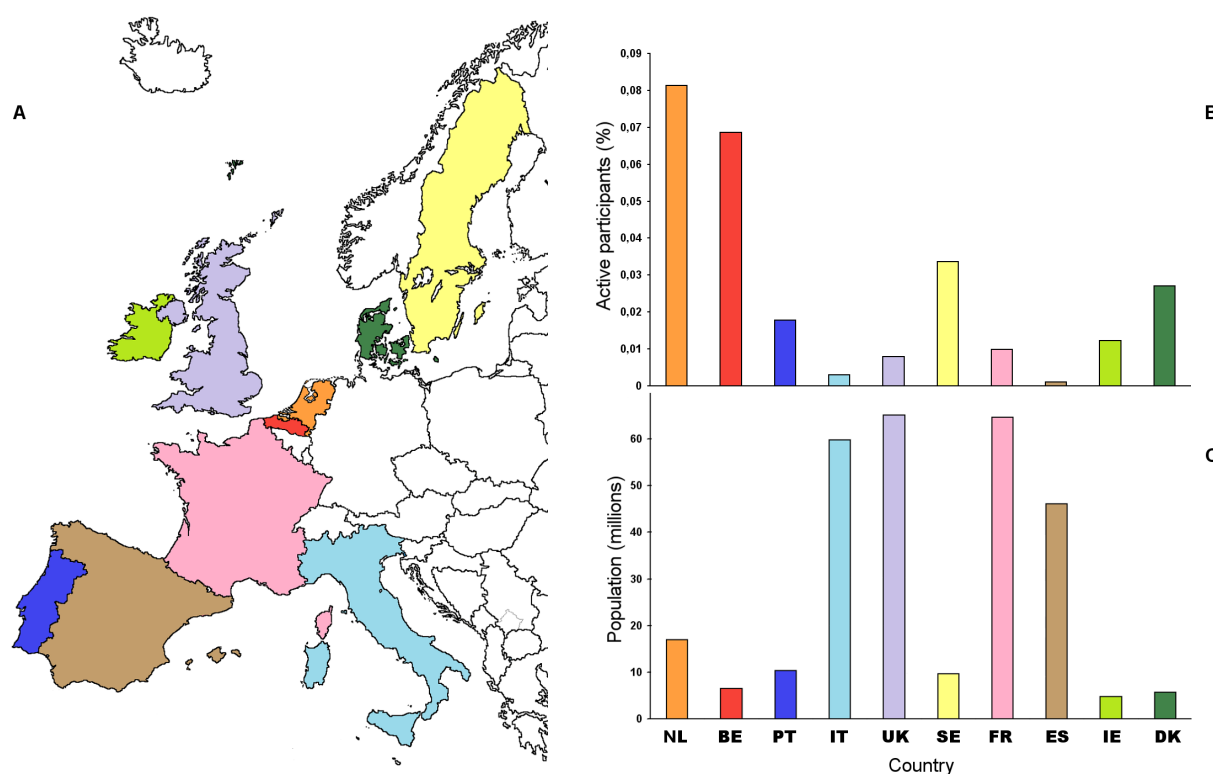 A
B
Active participants (%)
0,09
0,08
0,07
0,06
0,05
0,04
0,03
0,02
0,01
0
C
Population (millions)
60
50
40
30
20
10
0
NL BE PT IT UK SE FR ES IE DK
Country